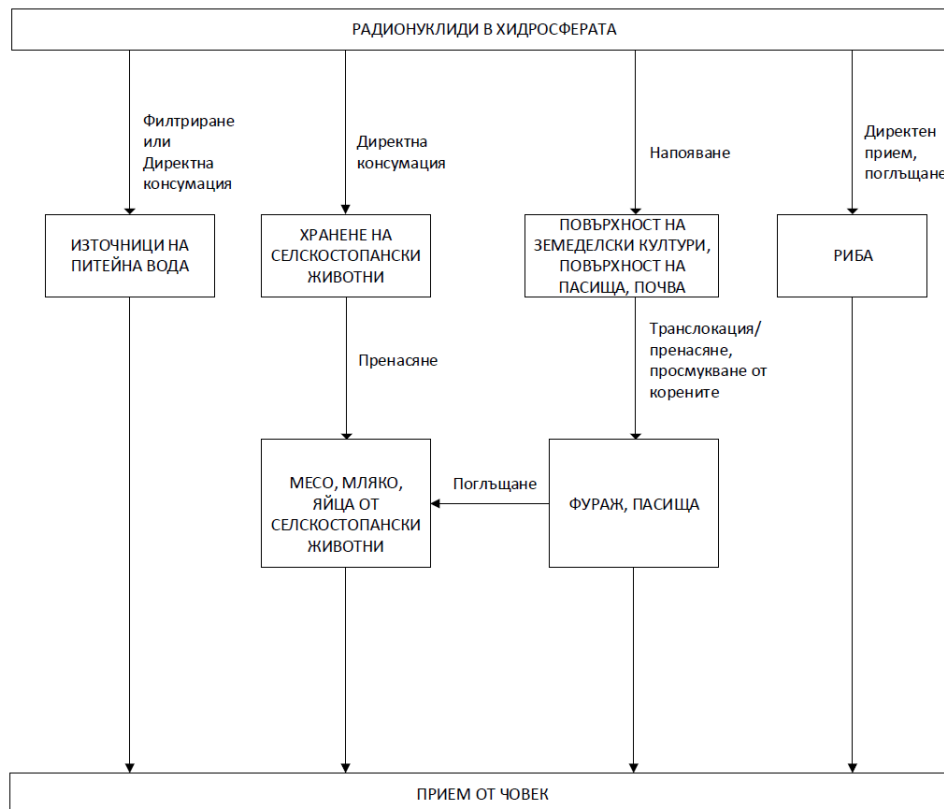 РАДИОНУКЛИДИ В ХИДРОСФЕРАТА
Филтриране
или
Директна
консумация
Директна
консумация
Напояване
Директен
прием,
поглъщане
ИЗТОЧНИЦИ НА
ПИТЕЙНА ВОДА
ХРАНЕНЕ НА
СЕЛСКОСТОПАНСКИ
ЖИВОТНИ
ПОВЪРХНОСТ НА
ЗЕМЕДЕЛСКИ КУЛТУРИ,
ПОВЪРХНОСТ НА
ПАСИЩА, ПОЧВА
РИБА
Пренасяне
Транслокация/
пренасяне,
просмукване от
корените
МЕСО, МЛЯКО,
ЯЙЦА ОТ
СЕЛСКОСТОПАНСКИ
ЖИВОТНИ
Поглъщане
ФУРАЖ, ПАСИЩА
ПРИЕМ ОТ ЧОВЕК